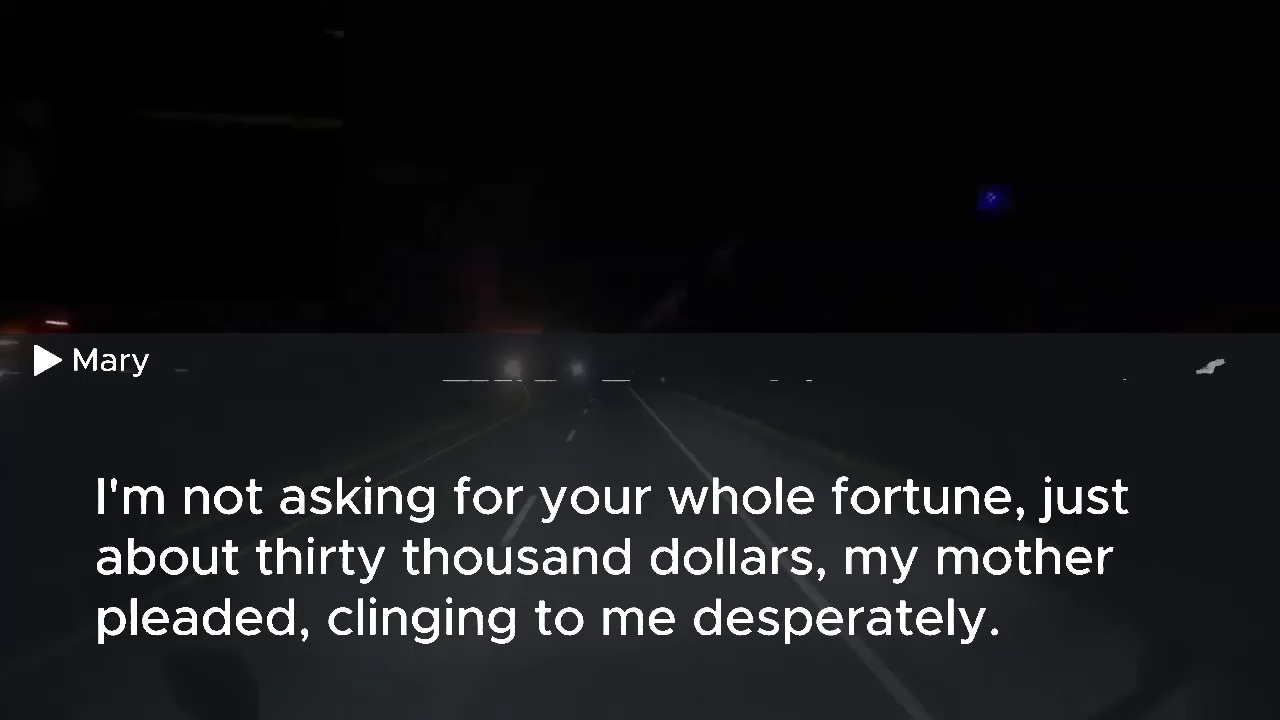 Mary
I'm not asking for your whole fortune, just
about thirty thousand dollars, my mother
pleaded, clinging to me desperately.